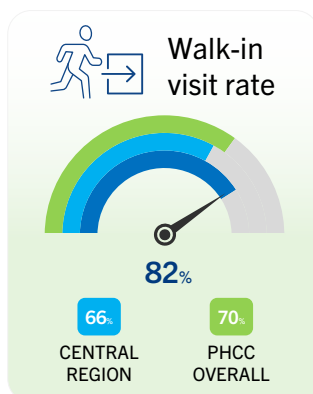 Walk-in
visit rate
82%
66%
70%
CENTRAL
REGION
PHCC
OVERALL